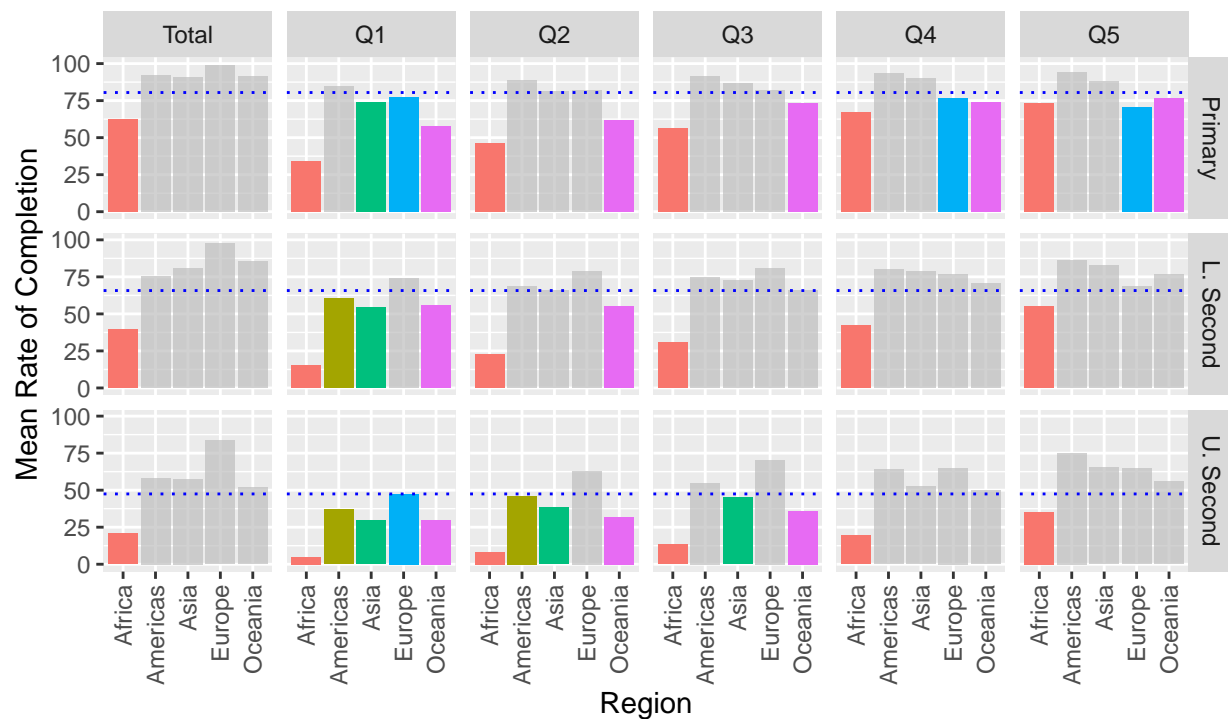 Total Q1 Q2 Q3 Q4 Q5
Mean Rate of Completion
100
75
50
25
0
Primary
100
75
50
25
0
L. Second
100
75
50
25
0
U. Second
Africa Americas Asia Europe Oceania Africa Americas Asia Europe Oceania Africa Americas Asia Europe Oceania Africa Americas Asia Europe Oceania Africa Americas Asia Europe Oceania Africa Americas Asia Europe Oceania
Region